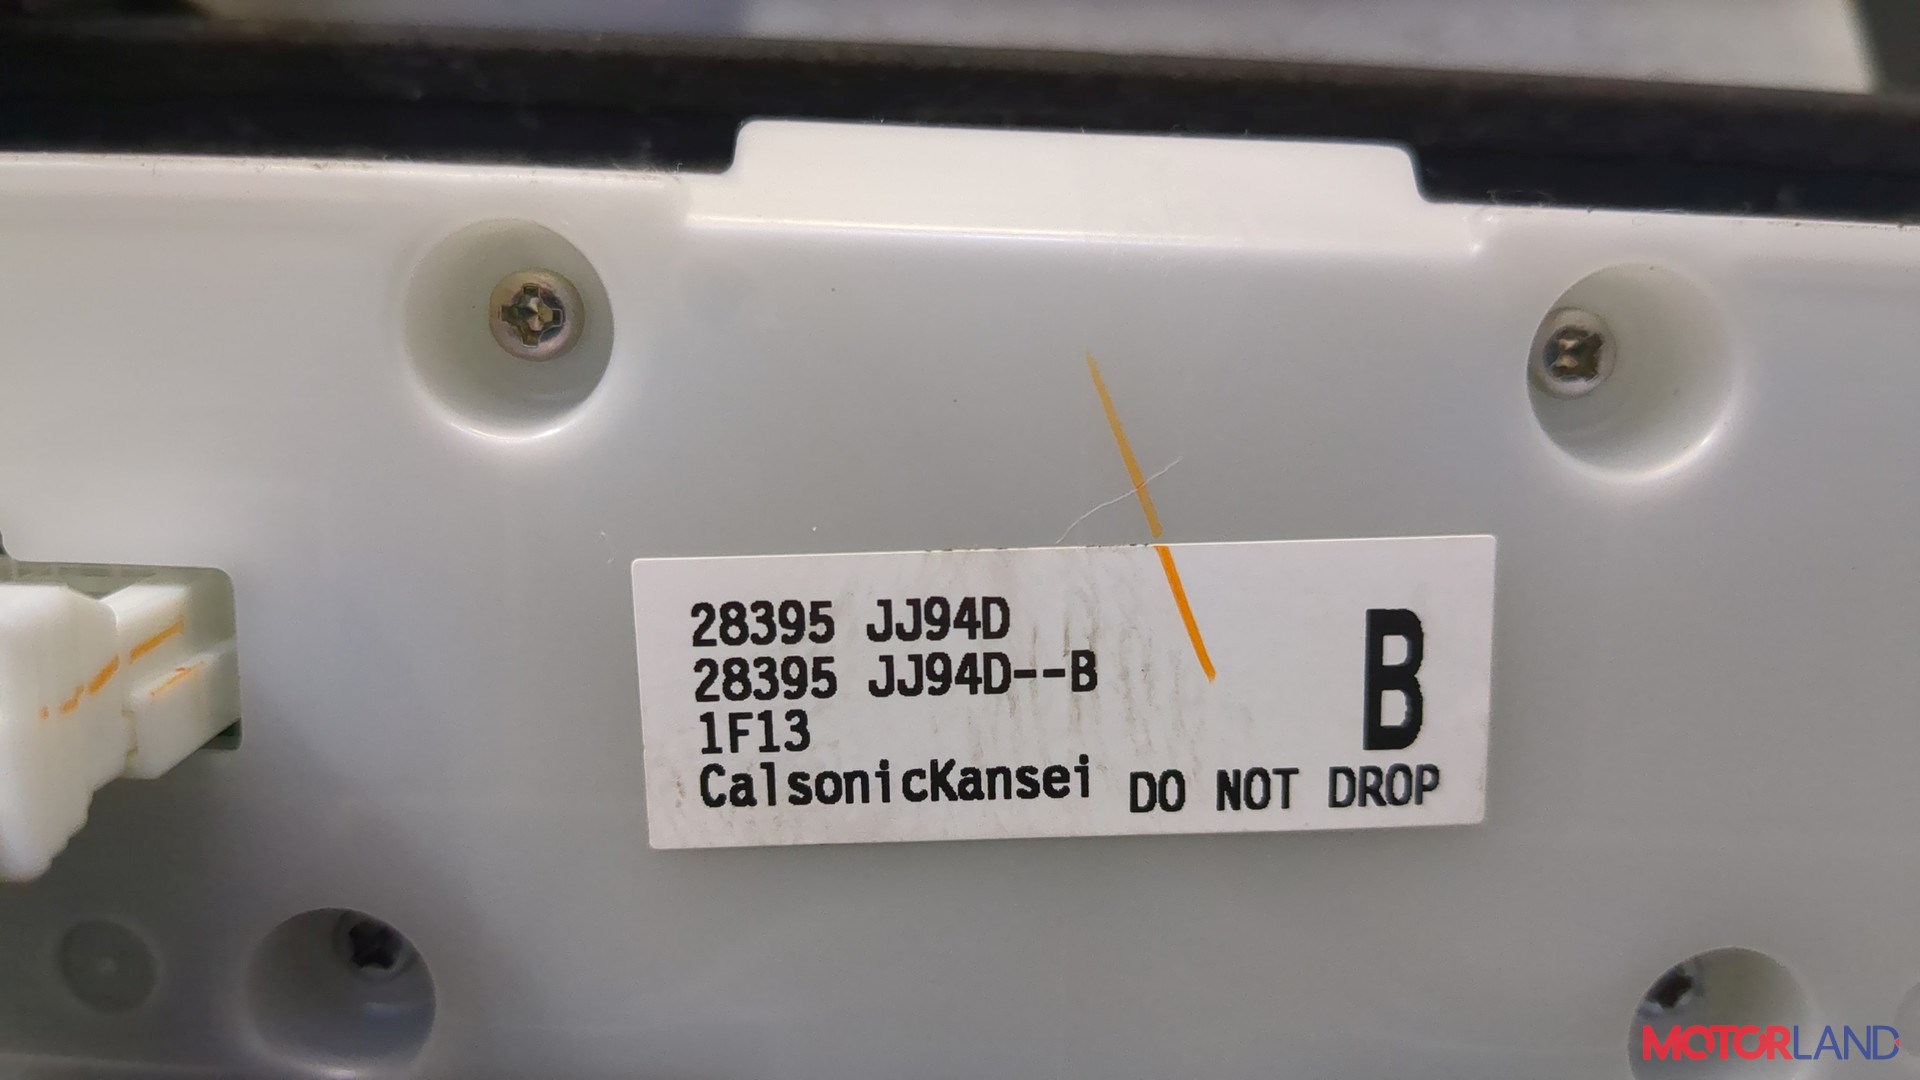 28395 JJ94D
28395 JJ94D--B
1F13
CalsonicKansei DO NOT DROP
B
MOTORLAND